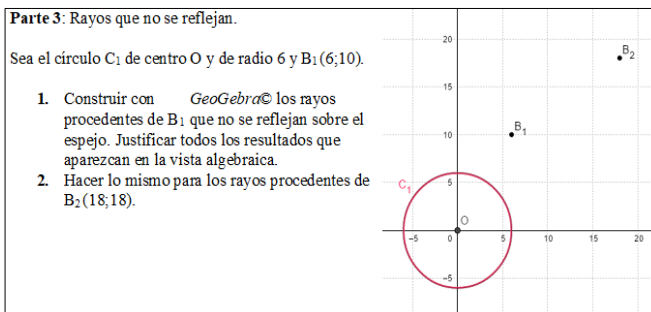 Parte 3: Rayos que no se reflejan.
Sea el círculo C₁ de centro O y de radio 6 y B₁(6;10).
1. Construir con GeoGebra© los rayos
procedentes de B₁ que no se reflejan sobre el
espejo. Justificar todos los resultados que
aparezcan en la vista algebraica.
2. Hacer lo mismo para los rayos procedentes de
B₂(18;18).
20
B₂
15
10
B₁
C₁
5
O
−5
0
5
10
15
20
−5